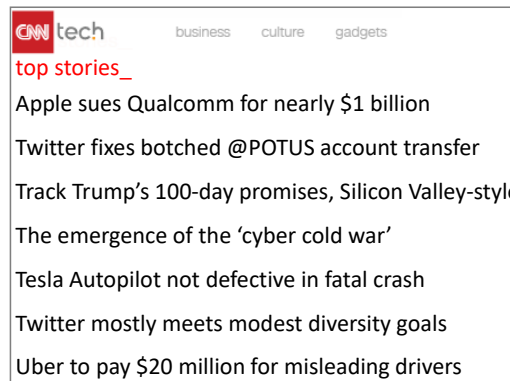 CNN tech business culture gadgets
top stories_
Apple sues Qualcomm for nearly $1 billion
Twitter fixes botched @POTUS account transfer
Track Trump's 100-day promises, Silicon Valley-style
The emergence of the ‘cyber cold war’
Tesla Autopilot not defective in fatal crash
Twitter mostly meets modest diversity goals
Uber to pay $20 million for misleading drivers